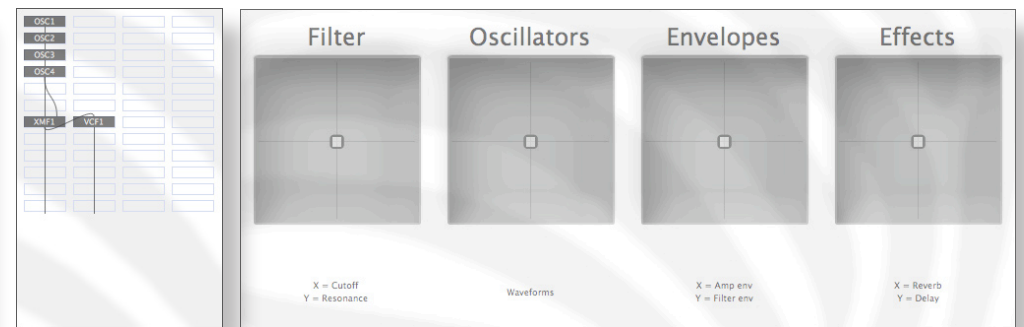 OSC1
OSC2
OSC3
OSC4
XMF1 VCF1
Filter Oscillators Envelopes Effects
X = Cutoff
Y = Resonance
Waveforms
X = Amp env
Y = Filter env
X = Reverb
Y = Delay